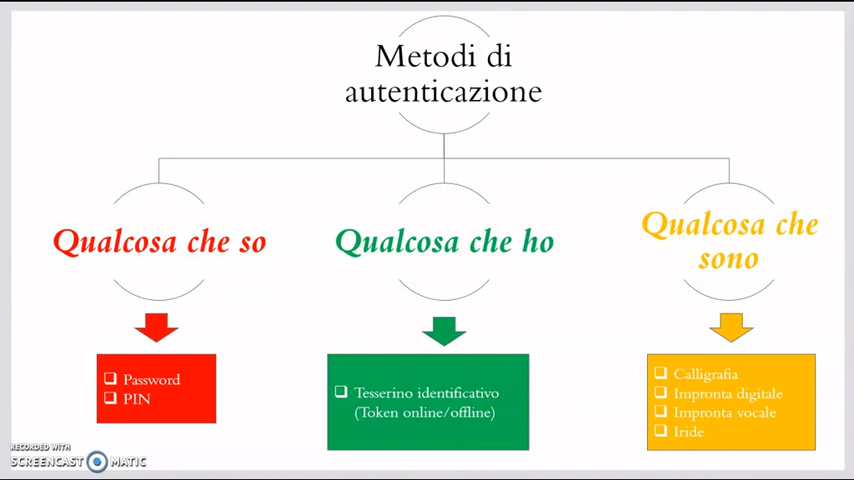 Metodi di
autenticazione
Qualcosa che so
Qualcosa che ho
Qualcosa che
sono
Password
PIN
Tesserino identificativo
(Token online/offline)
Calligrafia
Impronta digitale
Impronta vocale
Iride
RECORDED WITH
SCREENCAST MATIC